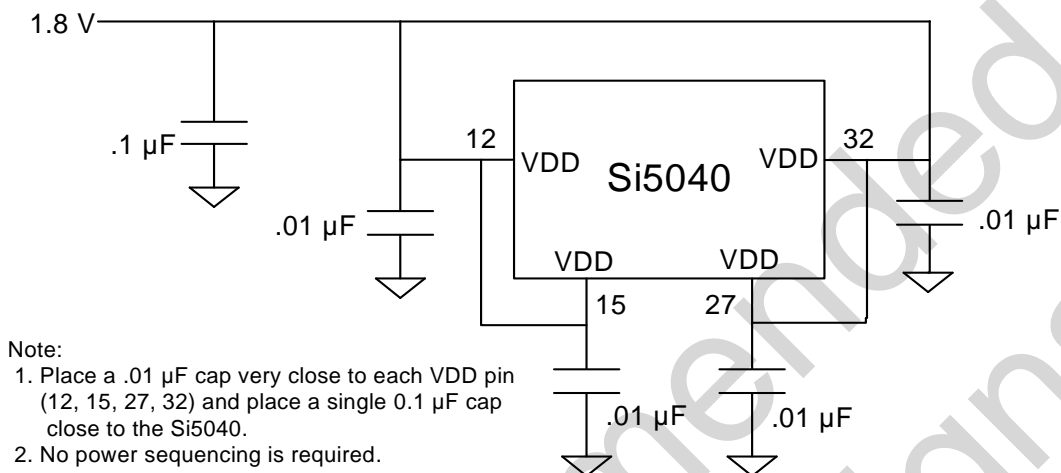 1.8 V
.1 µF
12
VDD
Si5040
VDD
32
.01 µF
.01 µF
VDD
VDD
15
27
.01 µF
.01 µF
Note:
1. Place a .01 µF cap very close to each VDD pin
(12, 15, 27, 32) and place a single 0.1 µF cap
close to the Si5040.
2. No power sequencing is required.
mended